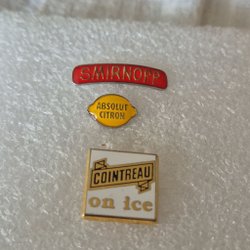 SMIRNOFF
ABSOLUT
CITRON
COINTREAU
on ice